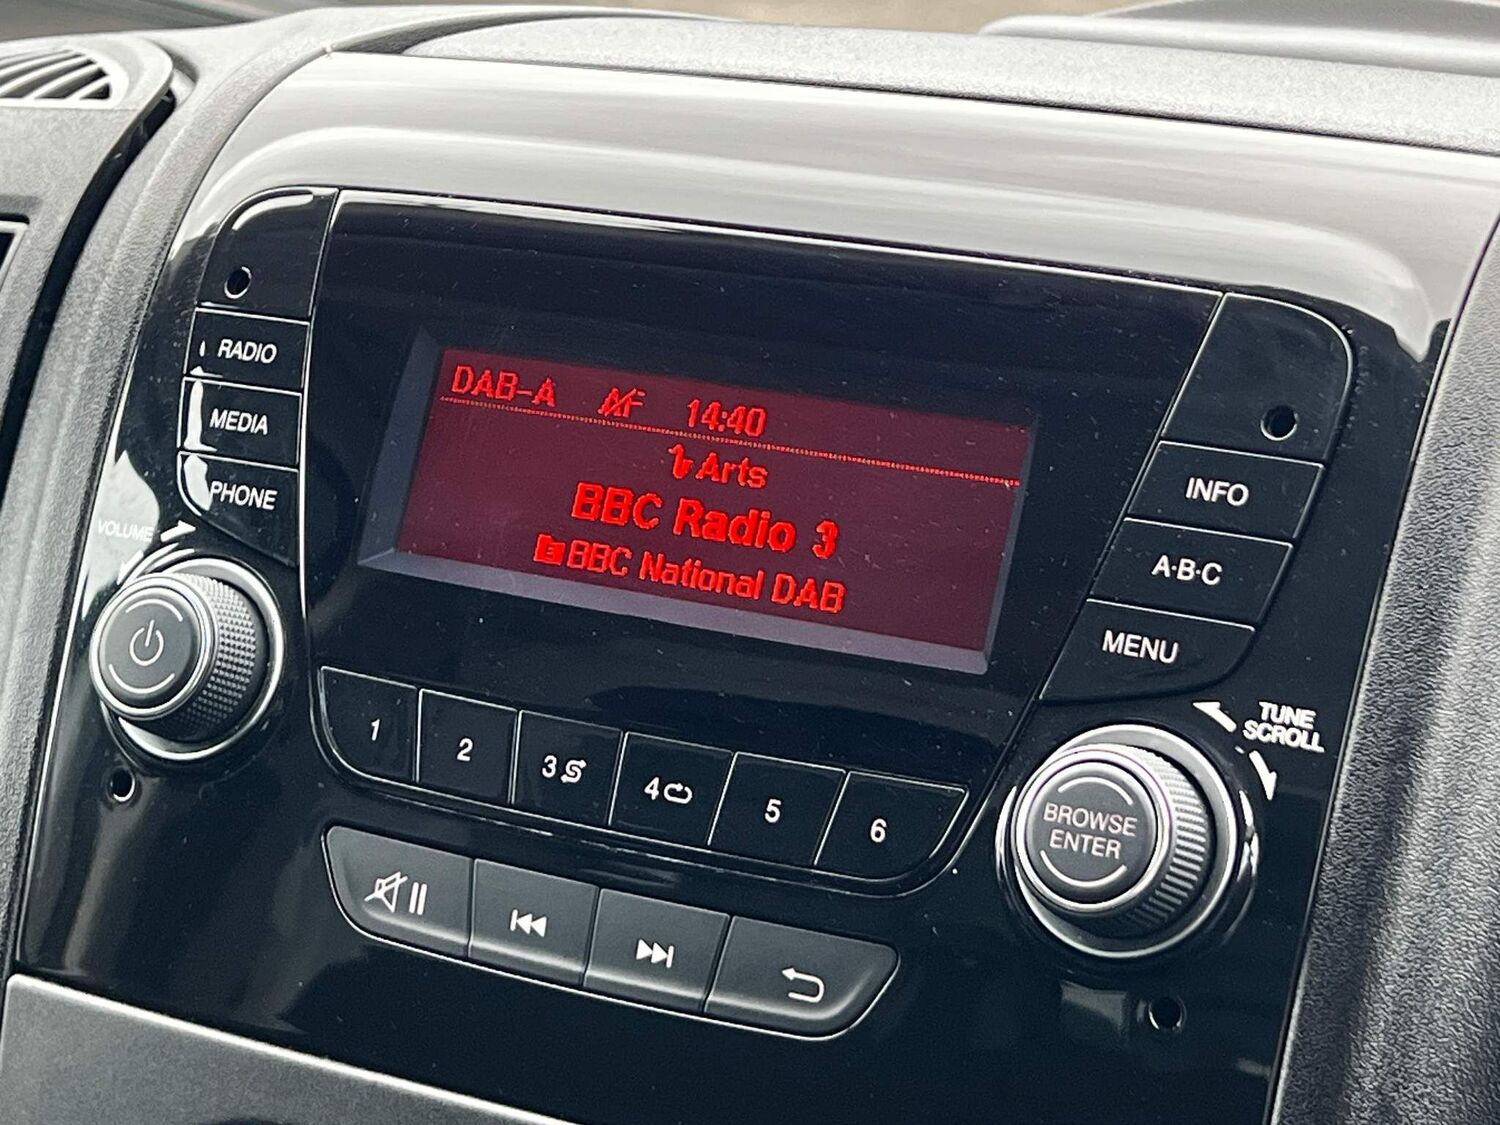 DAB-A AF 14:40
Arts
BBC Radio 3
BBC National DAB
RADIO
MEDIA
PHONE
VOLUME
INFO
A·B·C
MENU
TUNE
SCROLL
1
2
3
4
5
6
BROWSE
ENTER